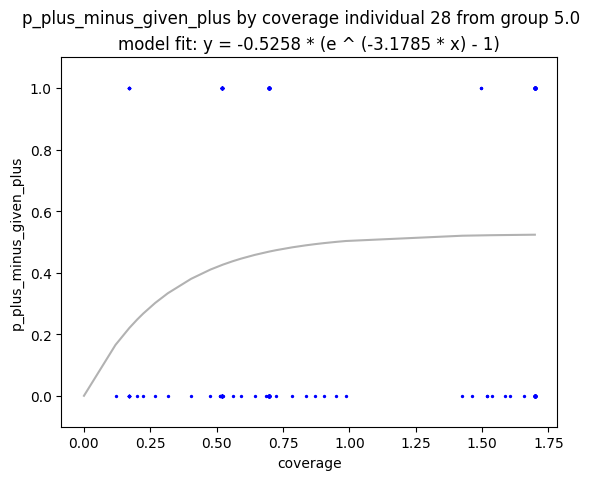 p_plus_minus_given_plus by coverage individual 28 from group 5.0
model fit: y = -0.5258 * (e ^ (-3.1785 * x) - 1)
p_plus_minus_given_plus
1.0
0.8
0.6
0.4
0.2
0.0
0.00 0.25 0.50 0.75 1.00 1.25 1.50 1.75
coverage